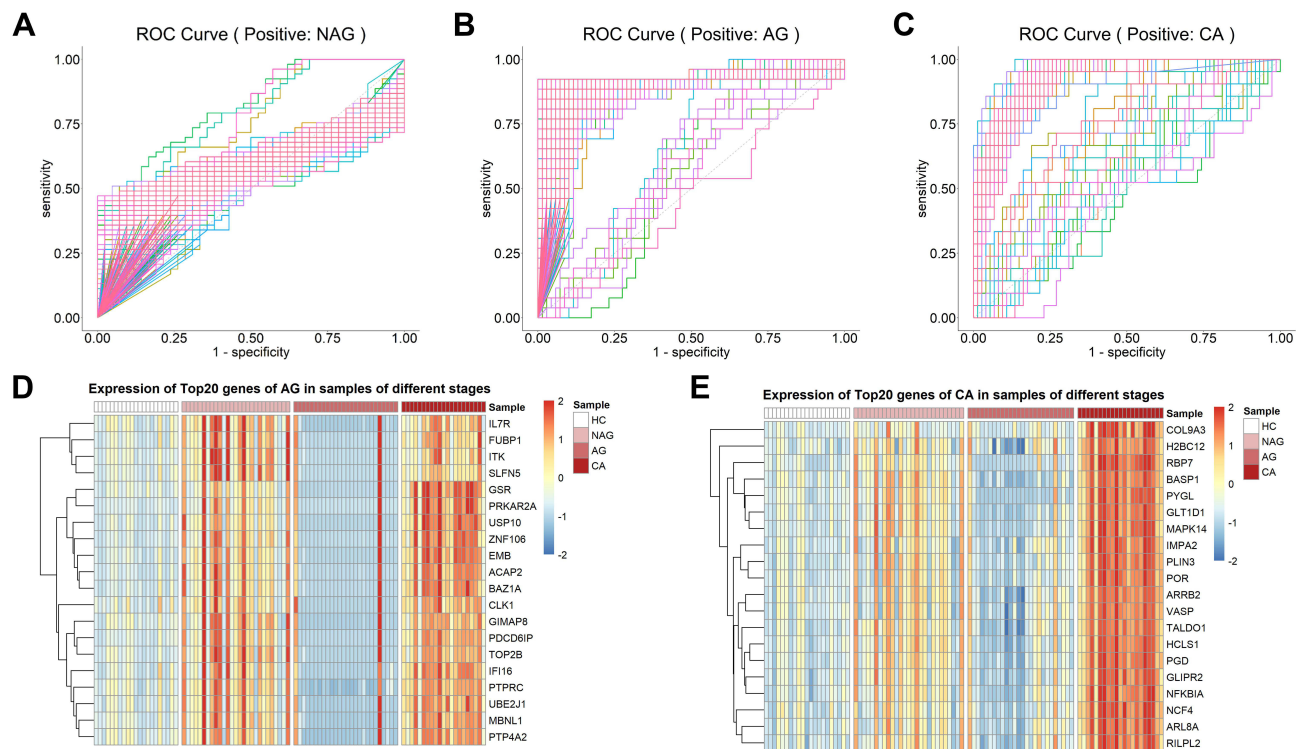 A
ROC Curve ( Positive: NAG )
1.00
0.75
0.50
0.25
0.00
sensitivity
0.00 0.25 0.50 0.75 1.00
1 - specificity
B
ROC Curve ( Positive: AG )
1.00
0.75
0.50
0.25
0.00
sensitivity
0.00 0.25 0.50 0.75 1.00
1 - specificity
C
ROC Curve ( Positive: CA )
1.00
0.75
0.50
0.25
0.00
sensitivity
0.00 0.25 0.50 0.75 1.00
1 - specificity
D
Expression of Top20 genes of AG in samples of different stages
Sample
IL7R
FUBP1
ITK
SLFN5
GSR
PRKAR2A
USP10
ZNF106
EMB
ACAP2
BAZ1A
CLK1
GIMAP8
PDCD6IP
TOP2B
IFI16
PTPRC
UBE2J1
MBNL1
PTP4A2
2
1
0
-1
-2
Sample
HC
NAG
AG
CA
E
Expression of Top20 genes of CA in samples of different stages
Sample
COL9A3
H2BC12
RBP7
BASP1
PYGL
GLT1D1
MAPK14
IMPA2
PLIN3
POR
ARRB2
VASP
TALDO1
HCLS1
PGD
GLIPR2
NFKBIA
NCF4
ARL8A
RILPL2
2
1
0
-1
-2
Sample
HC
NAG
AG
CA